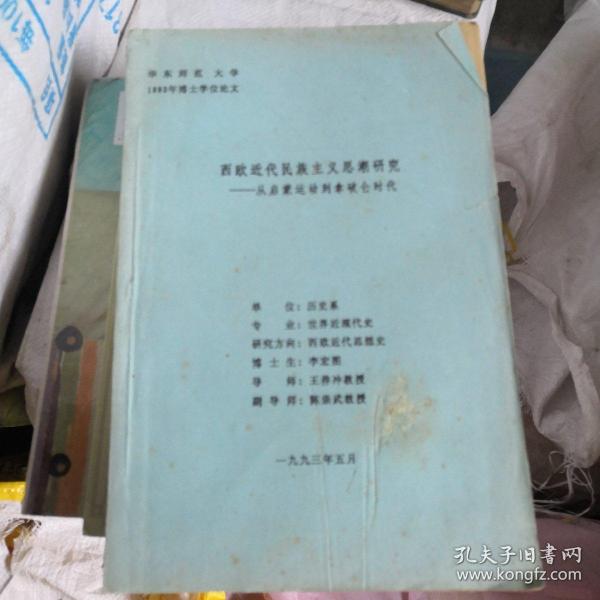 华东师范大学
1993年博士学位论文
西欧近代民族主义思潮研究
——从启蒙运动到拿破仑时代
单位：历史系
专业：世界近现代史
研究方向：西欧近代思想史
博士生：李宏图
导师：王养冲教授
副导师：陈崇武教授
一九九三年五月
孔夫子旧书网
www.kongfz.com